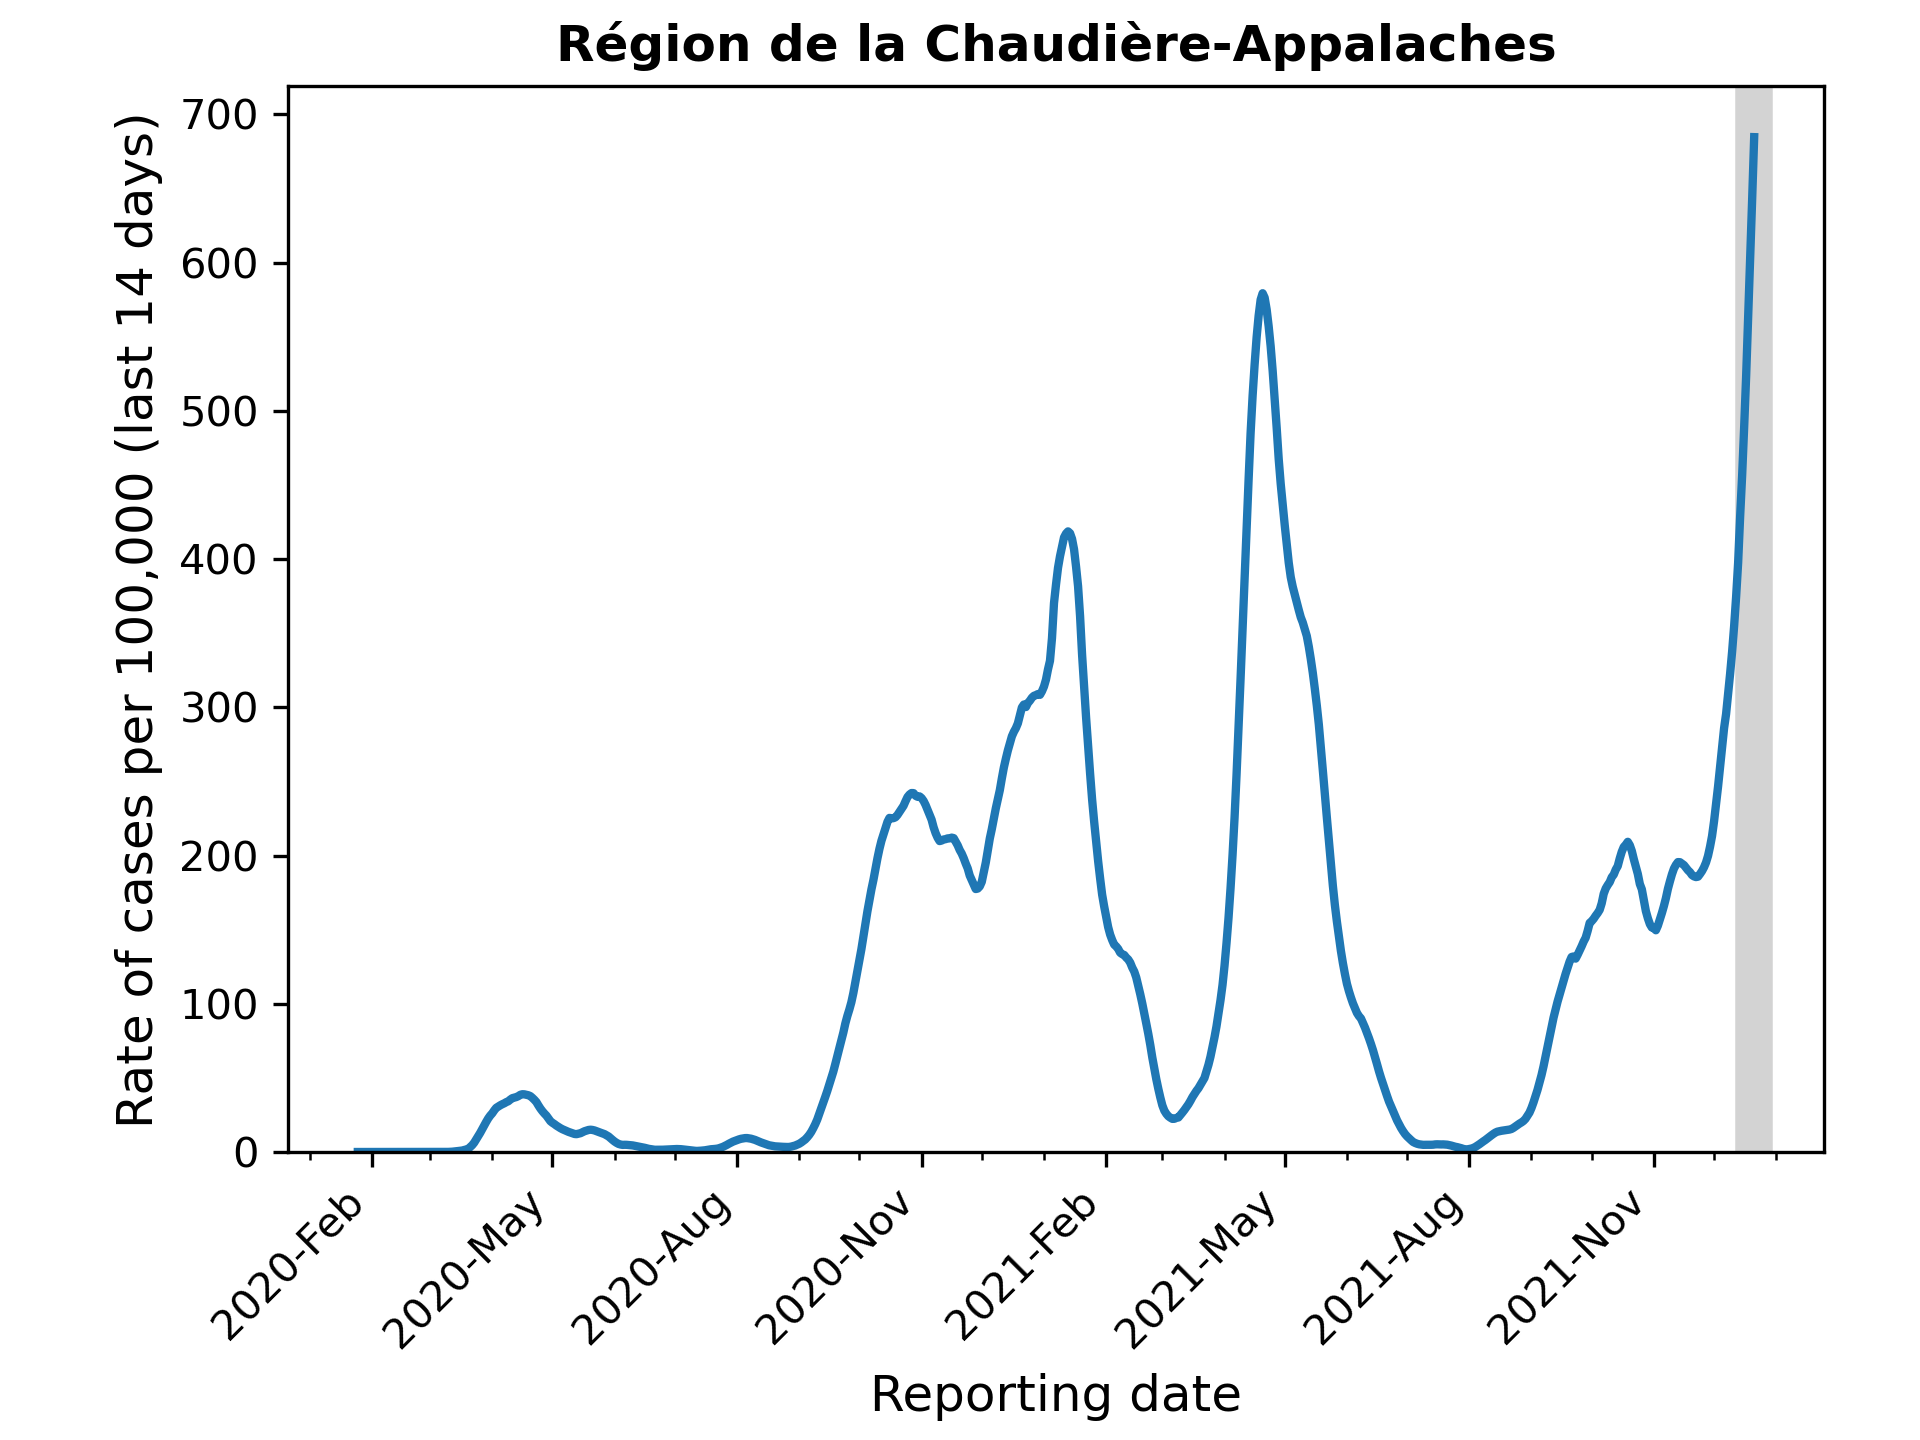 Région de la Chaudière-Appalaches
Rate of cases per 100,000 (last 14 days)
700
600
500
400
300
200
100
0
2020-Feb
2020-May
2020-Aug
2020-Nov
2021-Feb
2021-May
2021-Aug
2021-Nov
Reporting date